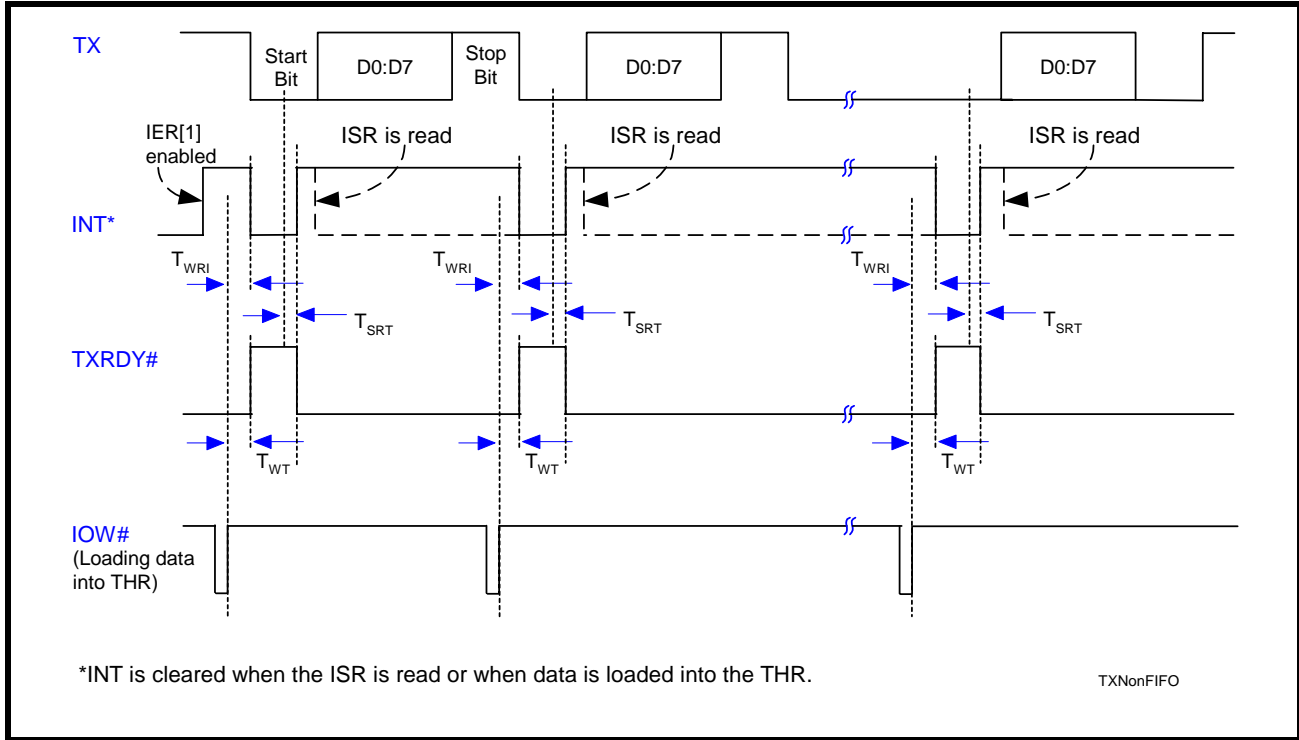 TX
Start
Bit
D0:D7
Stop
Bit
D0:D7
D0:D7
IER[1]
enabled
ISR is read
ISR is read
ISR is read
INT*
TWRI
TWRI
TWRI
TSRT
TSRT
TSRT
TXRDY#
TWT
TWT
TWT
IOW#
(Loading data
into THR)
*INT is cleared when the ISR is read or when data is loaded into the THR.
TXNonFIFO